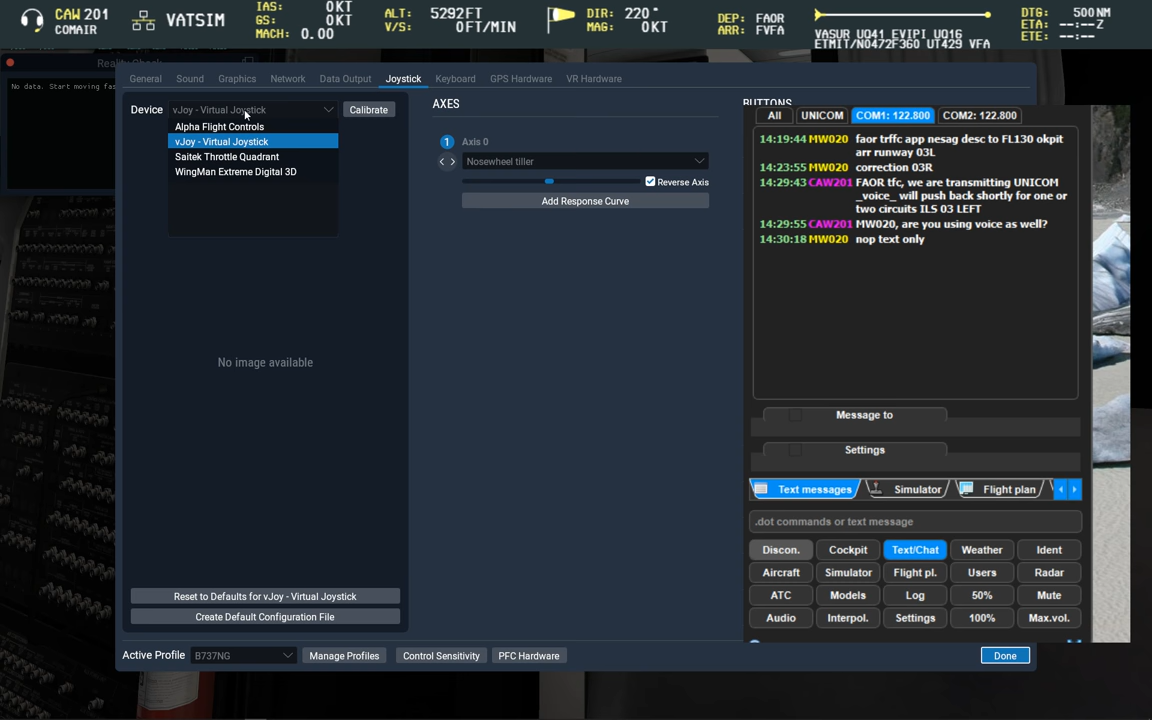 CAW 201
COMAIR
VATSIM
IAS: 0KT
GS: 0KT
MACH: 0.00
ALT: 5292FT
V/S: 0FT/MIN
DIR: 220°
MAG: 0KT
DEP: FAOR
ARR: FVFA
VASUR UQ41 EVIPI UQ16
ETMIT/N0472F360 UT429 VFA
DTG: 500NM
ETA: --:--Z
ETE: --:--
No data. Start moving fas
General Sound Graphics Network Data Output Joystick Keyboard GPS Hardware VR Hardware
Device vJoy - Virtual Joystick Calibrate
Alpha Flight Controls
vJoy - Virtual Joystick
Saitek Throttle Quadrant
WingMan Extreme Digital 3D
No image available
Reset to Defaults for vJoy - Virtual Joystick
Create Default Configuration File
AXES
1 Axis 0
Nosewheel tiller
Reverse Axis
Add Response Curve
BUTTONS
All UNICOM COM1: 122.800 COM2: 122.800
14:19:44 MW020 faor trffc app nesag desc to FL130 okpit
arr runway 03L
14:23:55 MW020 correction 03R
14:29:43 CAW201 FAOR tfc, we are transmitting UNICOM
_voice_ will push back shortly for one or
two circuits ILS 03 LEFT
14:29:55 CAW201 MW020, are you using voice as well?
14:30:18 MW020 nop text only
Message to
Settings
Text messages Simulator Flight plan
.dot commands or text message
Discon. Cockpit Text/Chat Weather Ident
Aircraft Simulator Flight pl. Users Radar
ATC Models Log 50% Mute
Audio Interpol. Settings 100% Max.vol.
Active Profile B737NG Manage Profiles Control Sensitivity PFC Hardware Done